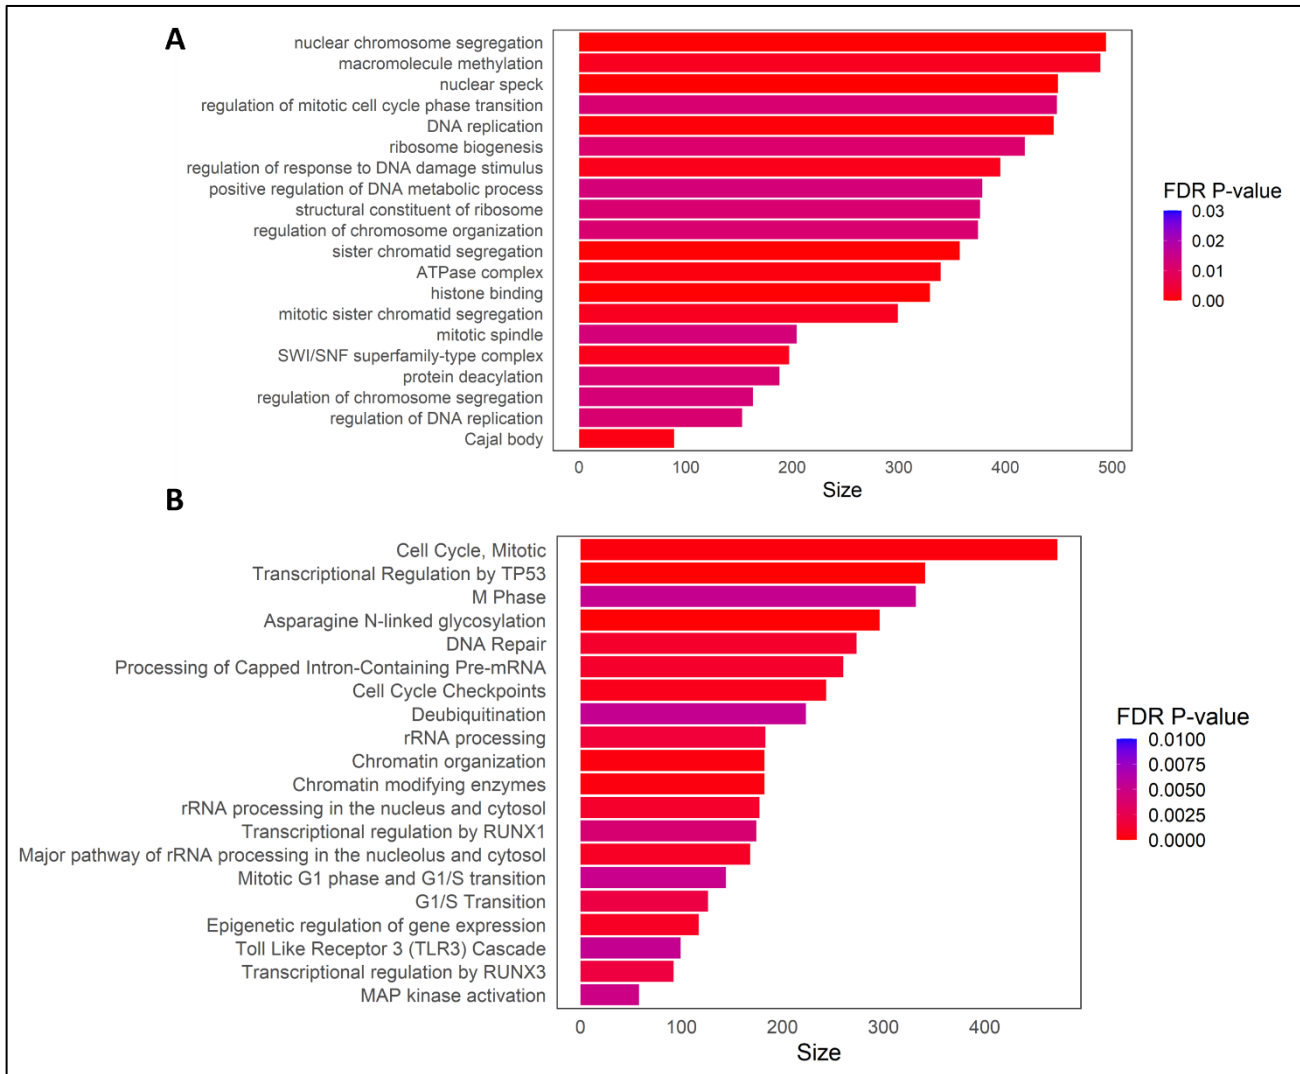 A
nuclear chromosome segregation
macromolecule methylation
nuclear speck
regulation of mitotic cell cycle phase transition
DNA replication
ribosome biogenesis
regulation of response to DNA damage stimulus
positive regulation of DNA metabolic process
structural constituent of ribosome
regulation of chromosome organization
sister chromatid segregation
ATPase complex
histone binding
mitotic sister chromatid segregation
mitotic spindle
SWI/SNF superfamily-type complex
protein deacylation
regulation of chromosome segregation
regulation of DNA replication
Cajal body
0 100 200 300 400 500
Size
FDR P-value
0.03
0.02
0.01
0.00
B
Cell Cycle, Mitotic
Transcriptional Regulation by TP53
M Phase
Asparagine N-linked glycosylation
DNA Repair
Processing of Capped Intron-Containing Pre-mRNA
Cell Cycle Checkpoints
Deubiquitination
rRNA processing
Chromatin organization
Chromatin modifying enzymes
rRNA processing in the nucleus and cytosol
Transcriptional regulation by RUNX1
Major pathway of rRNA processing in the nucleolus and cytosol
Mitotic G1 phase and G1/S transition
G1/S Transition
Epigenetic regulation of gene expression
Toll Like Receptor 3 (TLR3) Cascade
Transcriptional regulation by RUNX3
MAP kinase activation
0 100 200 300 400
Size
FDR P-value
0.0100
0.0075
0.0050
0.0025
0.0000